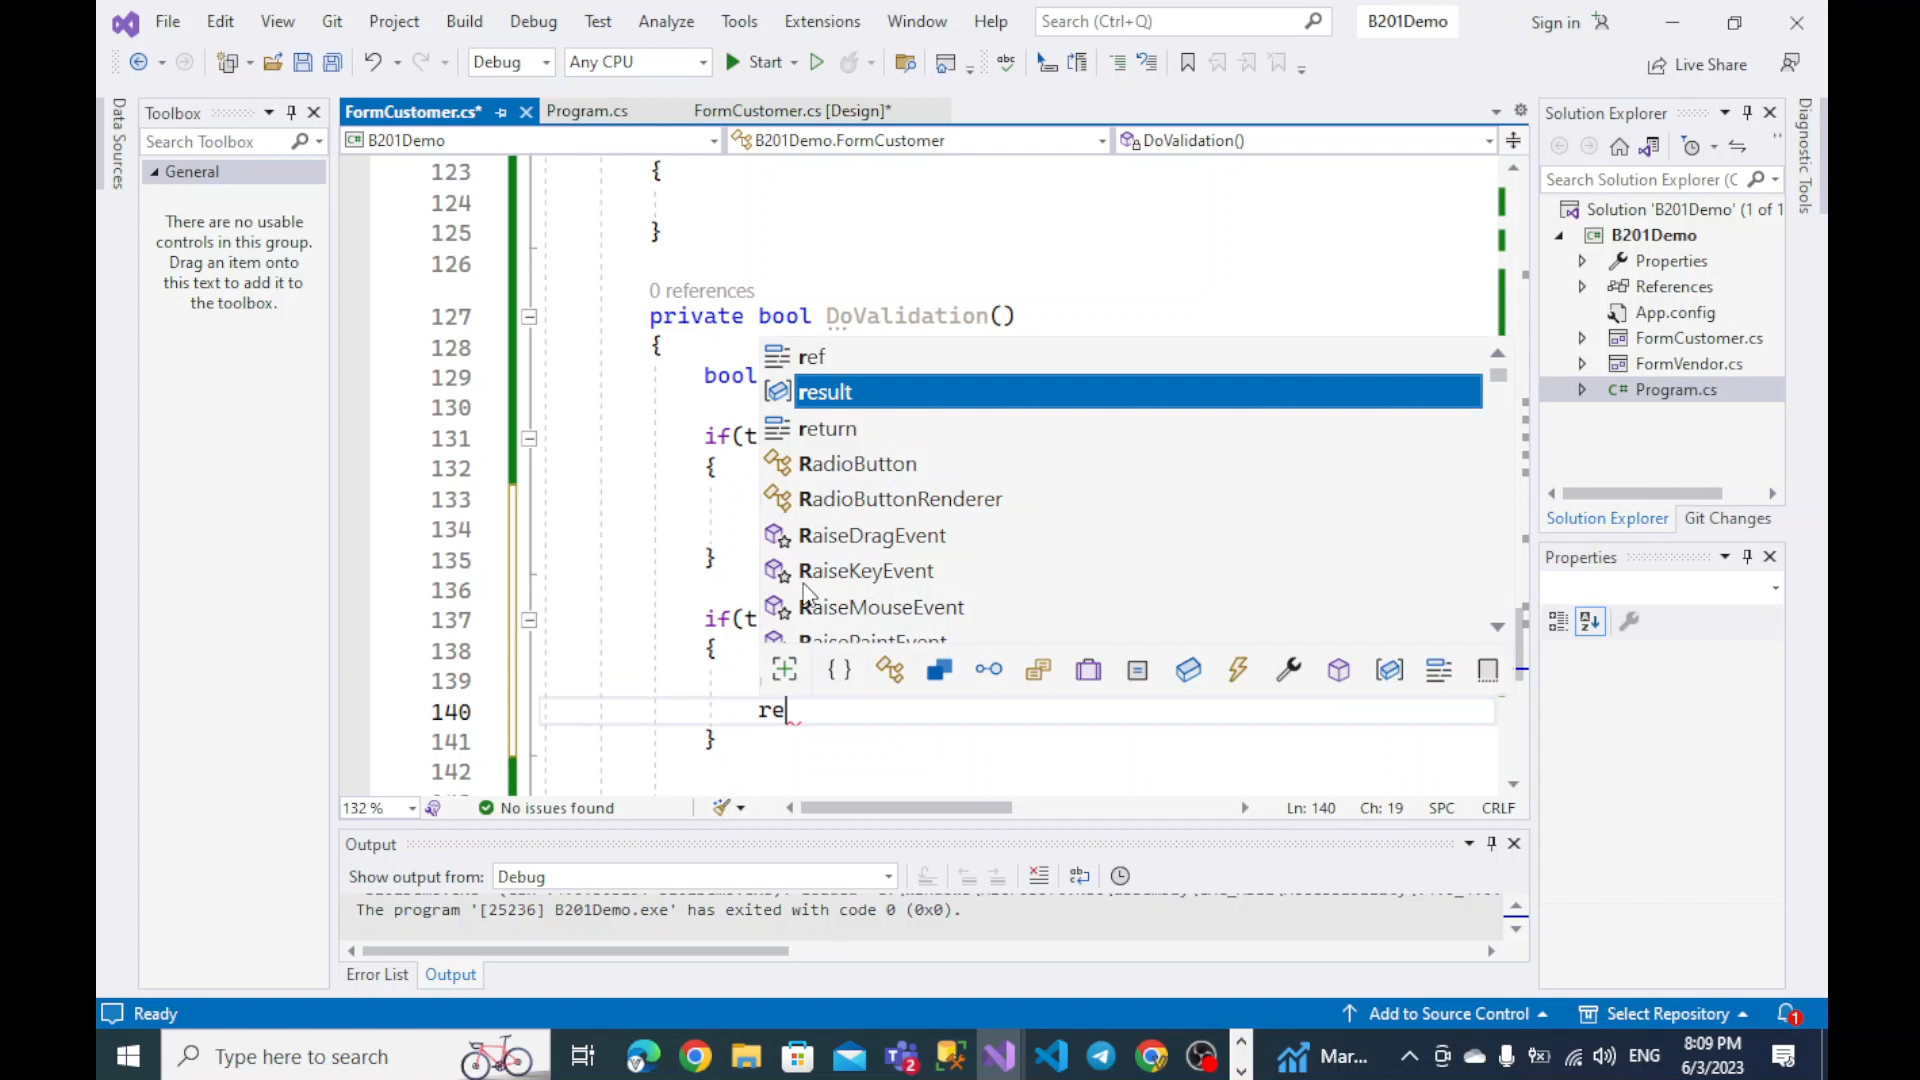 File Edit View Git Project Build Debug Test Analyze Tools Extensions Window Help Search (Ctrl+Q) B201Demo Sign in
Debug Any CPU Start Live Share
Data Sources
Toolbox
Search Toolbox
General
There are no usable
controls in this group.
Drag an item onto
this text to add it to
the toolbox.
FormCustomer.cs* Program.cs FormCustomer.cs [Design]*
B201Demo B201Demo.FormCustomer DoValidation()
123 {
124
125 }
126
0 references
127 private bool DoValidation()
128 {
129 bool
130
131 if(t
132 {
133
134
135 }
136
137 if(t
138 {
139
140 re
141 }
142
ref
result
return
RadioButton
RadioButtonRenderer
RaiseDragEvent
RaiseKeyEvent
RaiseMouseEvent
RaisePaintEvent
132 % No issues found Ln: 140 Ch: 19 SPC CRLF
Output
Show output from: Debug
The program '[25236] B201Demo.exe' has exited with code 0 (0x0).
Error List Output
Solution Explorer
Search Solution Explorer (C
Solution 'B201Demo' (1 of 1
C# B201Demo
Properties
References
App.config
FormCustomer.cs
FormVendor.cs
C# Program.cs
Solution Explorer Git Changes
Properties
Diagnostic Tools
Ready Add to Source Control Select Repository 1
Type here to search 2 Mar... ENG 8:09 PM
6/3/2023